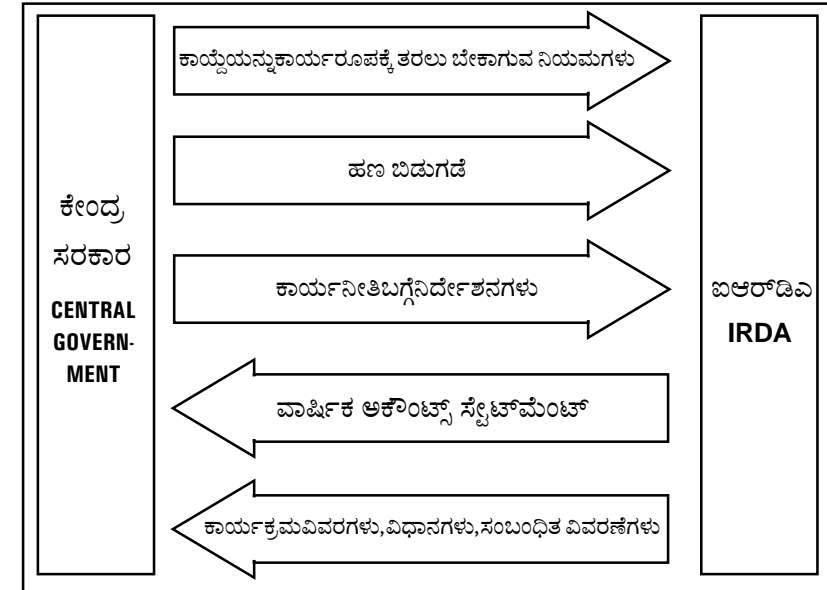 ಕೇಂದ್ರ
ಸರಕಾರ
CENTRAL
GOVERN-
MENT
ಕಾಯ್ದೆಯನ್ನುಕಾರ್ಯರೂಪಕ್ಕೆ ತರಲು ಬೇಕಾಗುವ ನಿಯಮಗಳು
ಹಣ ಬಿಡುಗಡೆ
ಕಾರ್ಯನೀತಿಬಗ್ಗೆನಿರ್ದೇಶನಗಳು
ವಾರ್ಷಿಕ ಅಕೌಂಟ್ಸ್ ಸ್ಟೇಟ್‌ಮೆಂಟ್
ಕಾರ್ಯಕ್ರಮವಿವರಗಳು,ವಿಧಾನಗಳು,ಸಂಬಂಧಿತ ವಿವರಣೆಗಳು
ಐಆರ್‌ಡಿಎ
IRDA